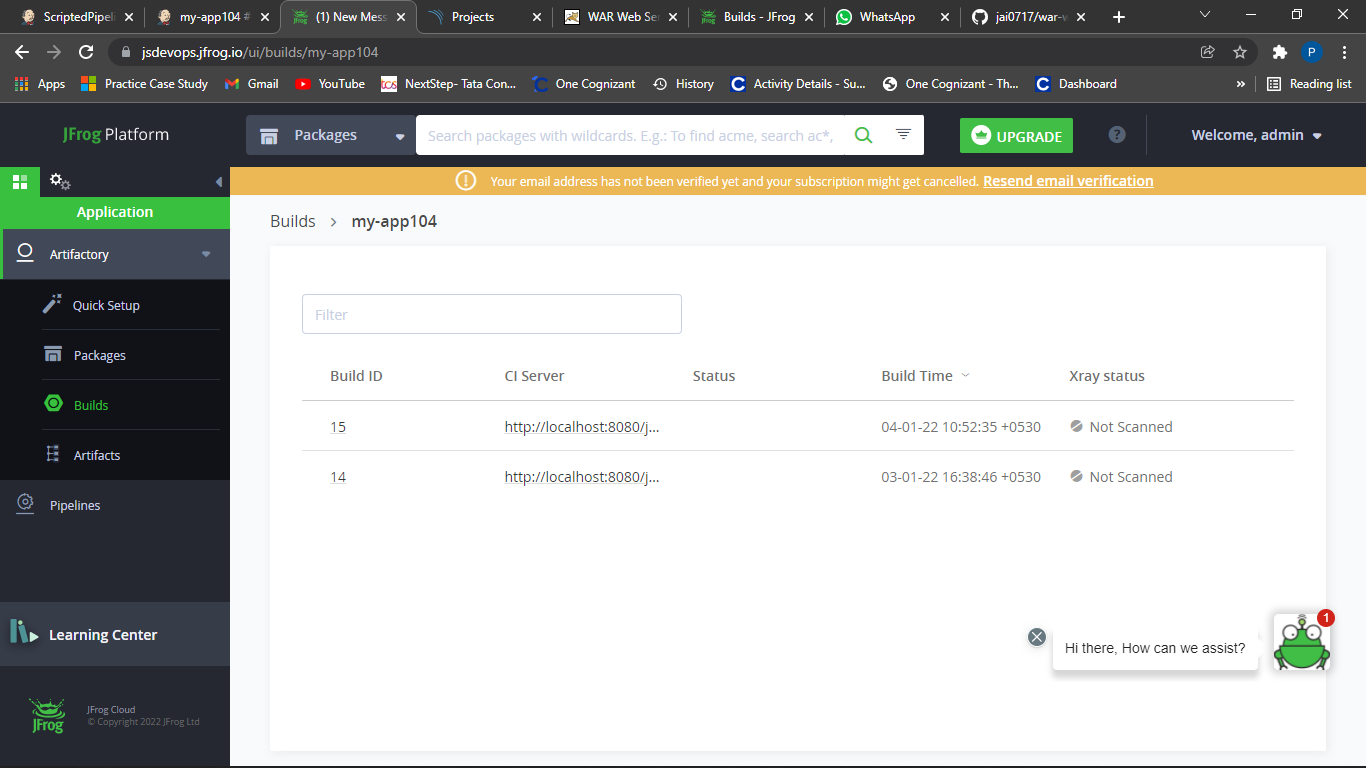 ScriptedPipeli
my-app104 #
(1) New Mess
Projects
WAR Web Ser
Builds - JFrog
WhatsApp
jai0717/war-w
jsdevops.jfrog.io/ui/builds/my-app104
P
Apps
Practice Case Study
Gmail
YouTube
NextStep- Tata Con...
One Cognizant
History
Activity Details - Su...
One Cognizant - Th...
Dashboard
»
Reading list
JFrog Platform
Packages
Search packages with wildcards. E.g.: To find acme, search ac*,
UPGRADE
?
Welcome, admin
Your email address has not been verified yet and your subscription might get cancelled. Resend email verification
Application
Artifactory
Quick Setup
Packages
Builds
Artifacts
Pipelines
Learning Center
JFrog
JFrog Cloud
© Copyright 2022 JFrog Ltd
Builds > my-app104
Filter
Build ID CI Server Status Build Time Xray status
15 http://localhost:8080/j... 04-01-22 10:52:35 +0530 Not Scanned
14 http://localhost:8080/j... 03-01-22 16:38:46 +0530 Not Scanned
Hi there, How can we assist?
1